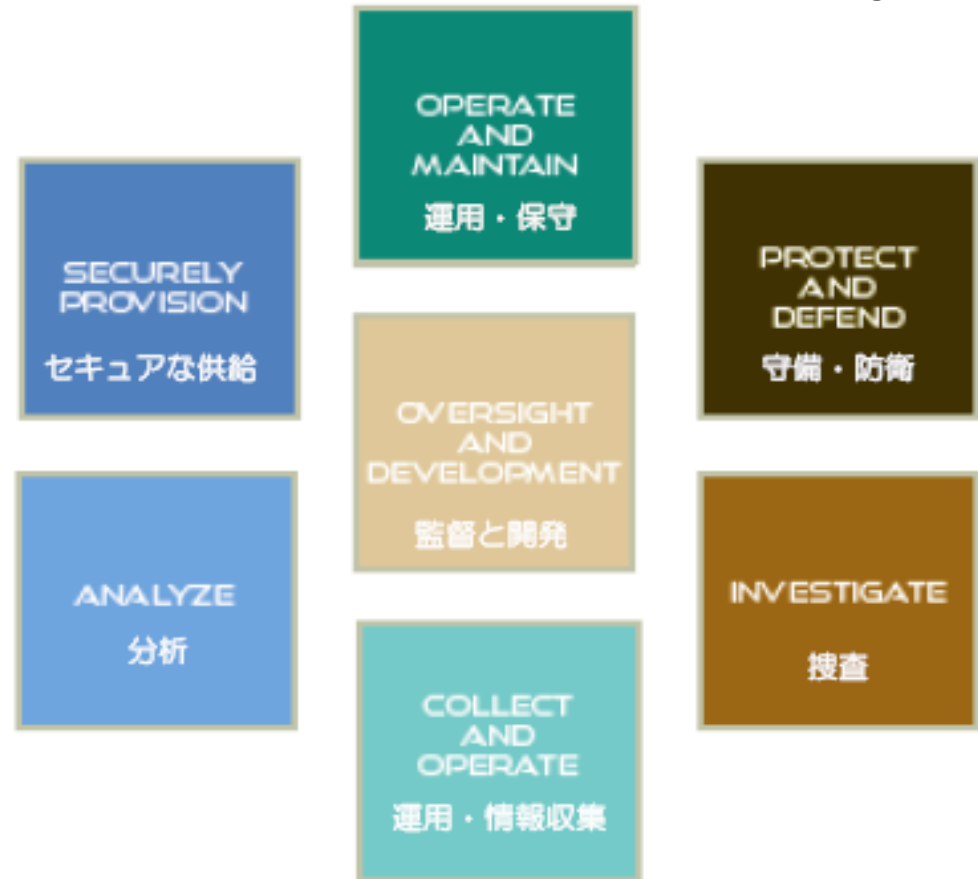 OPERATE
AND
MAINTAIN
運用・保守
SECURELY
PROVISION
セキュアな供給
PROTECT
AND
DEFEND
守備・防衛
OVERSIGHT
AND
DEVELOPMENT
監督と開発
ANALYZE
分析
INVESTIGATE
捜査
COLLECT
AND
OPERATE
運用・情報収集